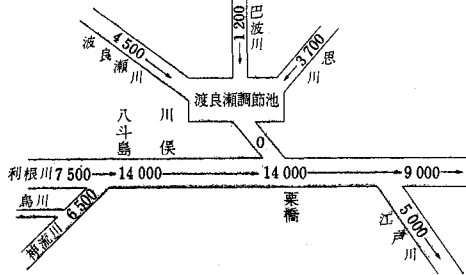 巴波川
1 200
波良瀬川
4 500
思川
3 700
渡良瀬調節池
八斗島
川俣
0
利根川
7 500
14 000
14 000
9 000
烏川
6,500
神流川
栗橋
5 000
江戸川